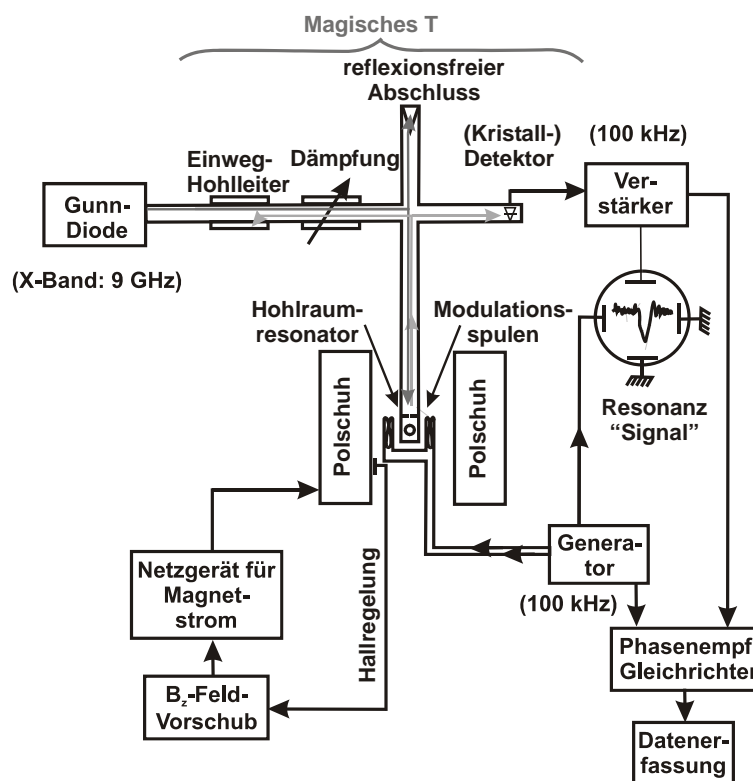 Magisches T
reflexionsfreier
Abschluss
(Kristall-)
Detektor
(100 kHz)
Einweg-
Hohlleiter
Dämpfung
Ver-
stärker
Gunn-
Diode
(X-Band: 9 GHz)
Hohlraum-
resonator
Modulations-
spulen
Polschuh
Polschuh
Resonanz
“Signal”
Genera-
tor
(100 kHz)
Netzgerät für
Magnet-
strom
Hallregelung
Phasenempf
Gleichrichter
Bz-Feld-
Vorschub
Datener-
fassung